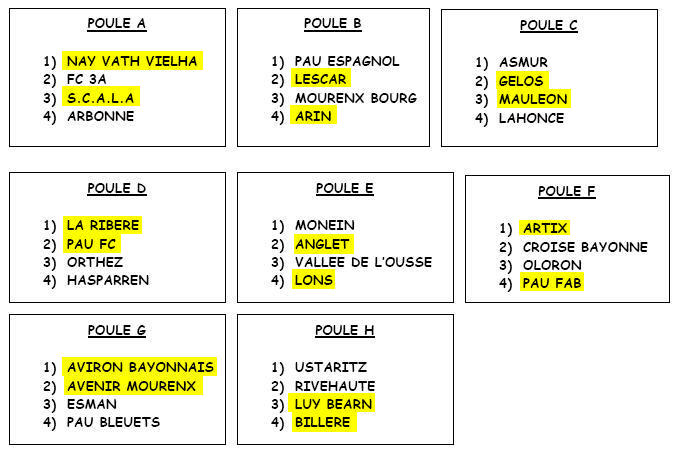 POULE A
1) NAY VATH VIELHA
2) FC 3A
3) S.C.A.L.A
4) ARBONNE
POULE B
1) PAU ESPAGNOL
2) LESCAR
3) MOURENX BOURG
4) ARIN
POULE C
1) ASMUR
2) GELOS
3) MAULEON
4) LAHONCE
POULE D
1) LA RIBERE
2) PAU FC
3) ORTHEZ
4) HASPARREN
POULE E
1) MONEIN
2) ANGLET
3) VALLEE DE L'OUSSE
4) LONS
POULE F
1) ARTIX
2) CROISE BAYONNE
3) OLORON
4) PAU FAB
POULE G
1) AVIRON BAYONNAIS
2) AVENIR MOURENX
3) ESMAN
4) PAU BLEUETS
POULE H
1) USTARITZ
2) RIVEHAUTE
3) LUY BEARN
4) BILLERE